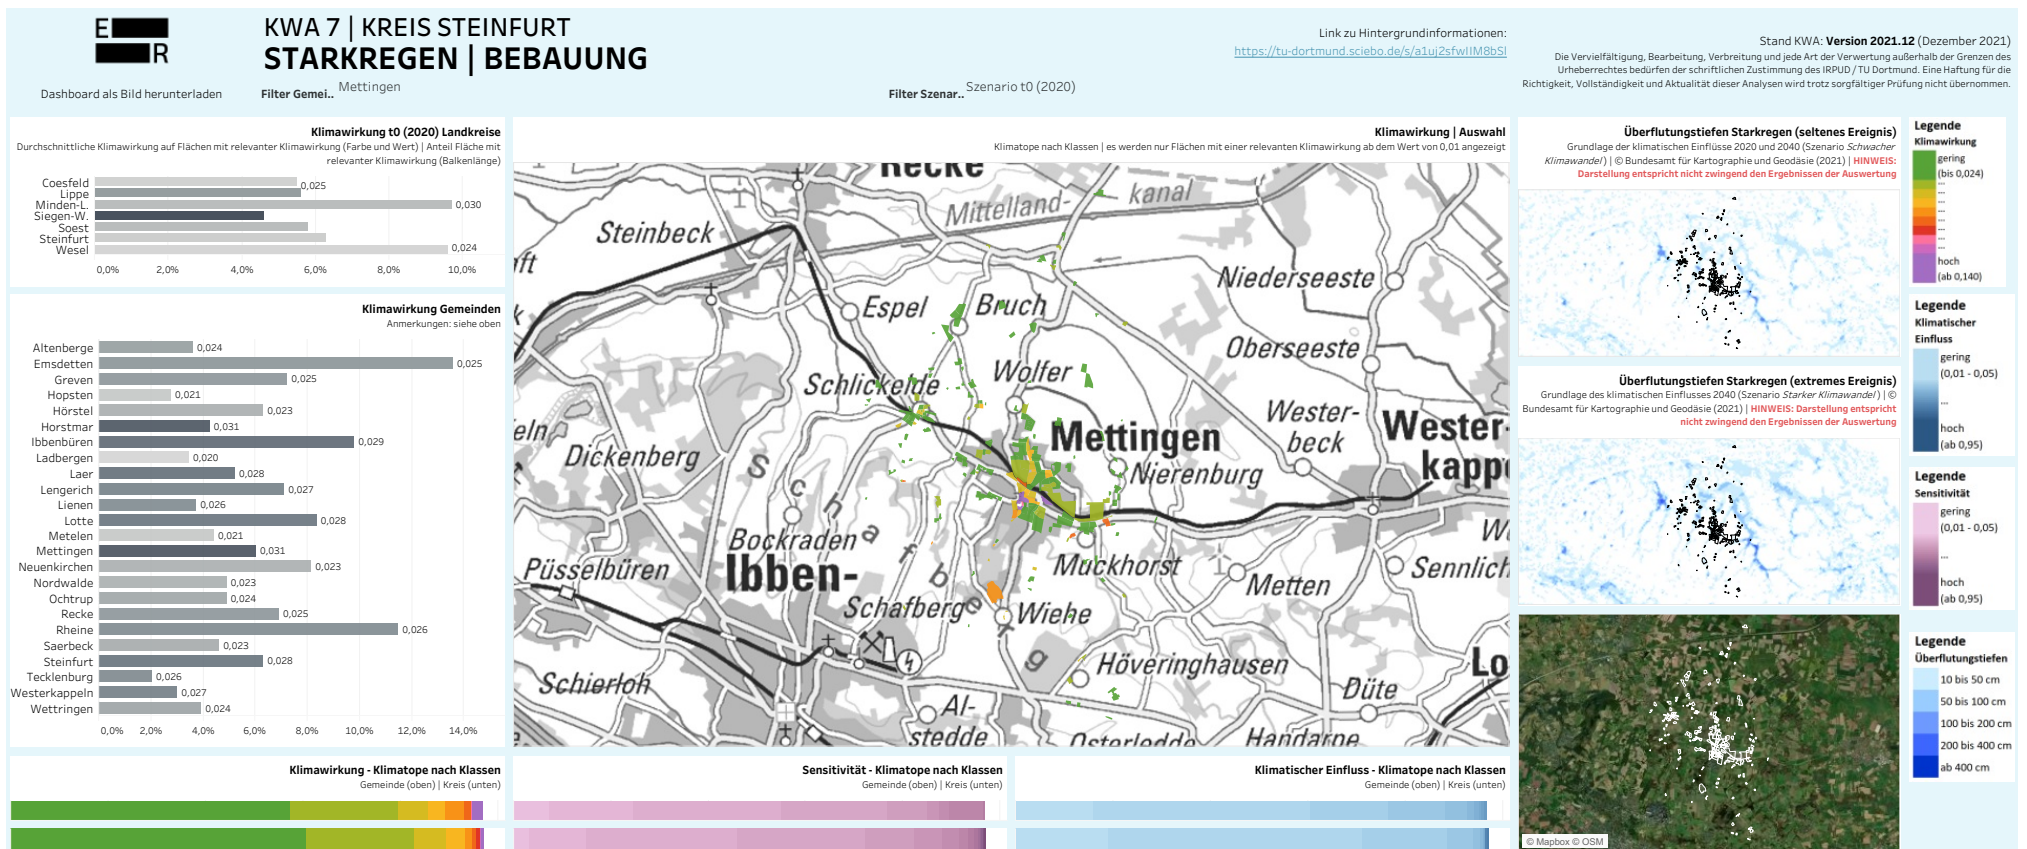 E
R
Dashboard als Bild herunterladen
KWA 7 | KREIS STEINFURT
STARKREGEN | BEBAUUNG
Filter Gemei.. Mettingen
Filter Szenar.. Szenario t0 (2020)
Link zu Hintergrundinformationen:
Stand KWA: Version 2021.12 (Dezember 2021)
Die Vervielfältigung, Bearbeitung, Verbreitung und jede Art der Verwertung außerhalb der Grenzen des
Urheberrechtes bedürfen der schriftlichen Zustimmung des IRPUD / TU Dortmund. Eine Haftung für die
Richtigkeit, Vollständigkeit und Aktualität dieser Analysen wird trotz sorgfältiger Prüfung nicht übernommen.
Klimawirkung t0 (2020) Landkreise
Durchschnittliche Klimawirkung auf Flächen mit relevanter Klimawirkung (Farbe und Wert) | Anteil Fläche mit
relevanter Klimawirkung (Balkenlänge)
Coesfeld 0,025
Lippe
Minden-L. 0,030
Siegen-W.
Soest
Steinfurt
Wesel 0,024
0,0% 2,0% 4,0% 6,0% 8,0% 10,0%
Klimawirkung Gemeinden
Anmerkungen: siehe oben
Altenberge 0,024
Emsdetten 0,025
Greven 0,025
Hopsten 0,021
Hörstel 0,023
Horstmar 0,031
Ibbenbüren 0,029
Ladbergen 0,020
Laer 0,028
Lengerich 0,027
Lienen 0,026
Lotte 0,028
Metelen 0,021
Mettingen 0,031
Neuenkirchen 0,023
Nordwalde 0,023
Ochtrup 0,024
Recke 0,025
Rheine 0,026
Saerbeck 0,023
Steinfurt 0,028
Tecklenburg 0,026
Westerkappeln 0,027
Wettringen 0,024
0,0% 2,0% 4,0% 6,0% 8,0% 10,0% 12,0% 14,0%
Klimawirkung - Klimatope nach Klassen
Gemeinde (oben) | Kreis (unten)
Klimawirkung | Auswahl
Klimatope nach Klassen | es werden nur Flächen mit einer relevanten Klimawirkung ab dem Wert von 0,01 angezeigt
Recke
Mittelland- kanal
Steinbeck
ft
Niederseeste
k
Espel
Bruch
Oberseeste
Wolfer
Schlickelde
Wester-
beck
Wester-
kappe
eln
Mettingen
Dickenberg
Nierenburg
Schafberg
Bockraden
Muckhorst
Püsselbüren
Ibben-
Metten
Sennlich
Schafberg
Wiehe
Höveringhausen
Lo
Schierloh
Düte
Al-
stedde
Osterledde
Handarpe
Sensitivität - Klimatope nach Klassen
Gemeinde (oben) | Kreis (unten)
Klimatischer Einfluss - Klimatope nach Klassen
Gemeinde (oben) | Kreis (unten)
Überflutungstiefen Starkregen (seltenes Ereignis)
Grundlage der klimatischen Einflüsse 2020 und 2040 (Szenario Schwacher
Klimawandel) | © Bundesamt für Kartographie und Geodäsie (2021) | HINWEIS:
Darstellung entspricht nicht zwingend den Ergebnissen der Auswertung
Überflutungstiefen Starkregen (extremes Ereignis)
Grundlage des klimatischen Einflusses 2040 (Szenario Starker Klimawandel) | ©
Bundesamt für Kartographie und Geodäsie (2021) | HINWEIS: Darstellung entspricht
nicht zwingend den Ergebnissen der Auswertung
© Mapbox © OSM
Legende
Klimawirkung
gering
(bis 0,024)
...
...
...
...
...
...
hoch
(ab 0,140)
Legende
Klimatischer
Einfluss
gering
(0,01 - 0,05)
...
hoch
(ab 0,95)
Legende
Sensitivität
gering
(0,01 - 0,05)
...
hoch
(ab 0,95)
Legende
Überflutungstiefen
10 bis 50 cm
50 bis 100 cm
100 bis 200 cm
200 bis 400 cm
ab 400 cm